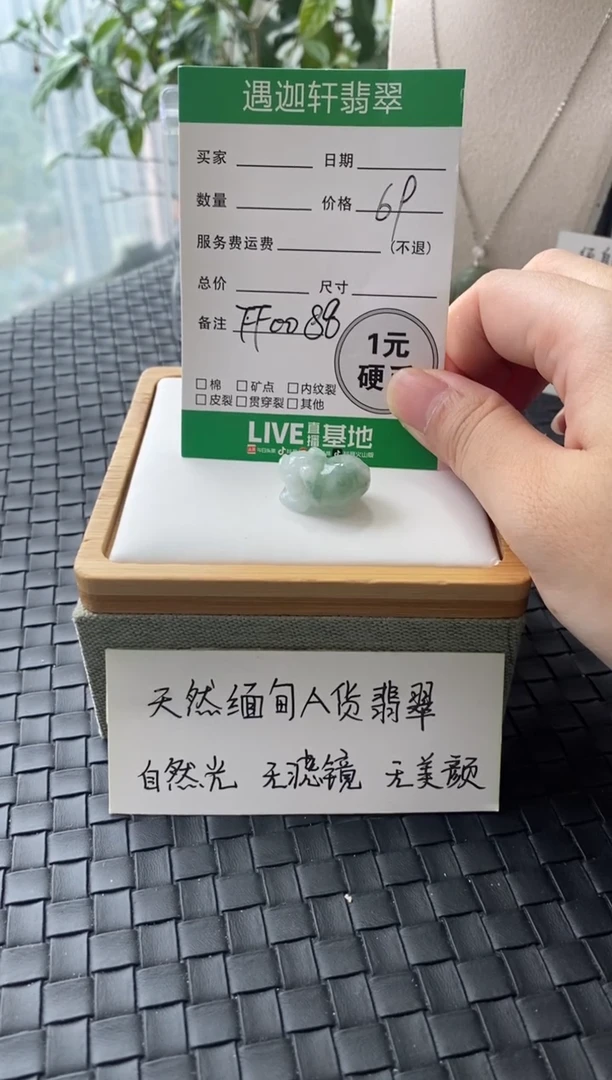 遇迦轩翡翠
买家 日期
数量 价格 69
服务费运费 (不退)
总价 尺寸
备注 FF0088
1元
硬币
□棉 □矿点 □内纹裂
□皮裂 □贯穿裂 □其他
LIVE直播基地
天然缅甸A货翡翠
自然光 无滤镜 无美颜